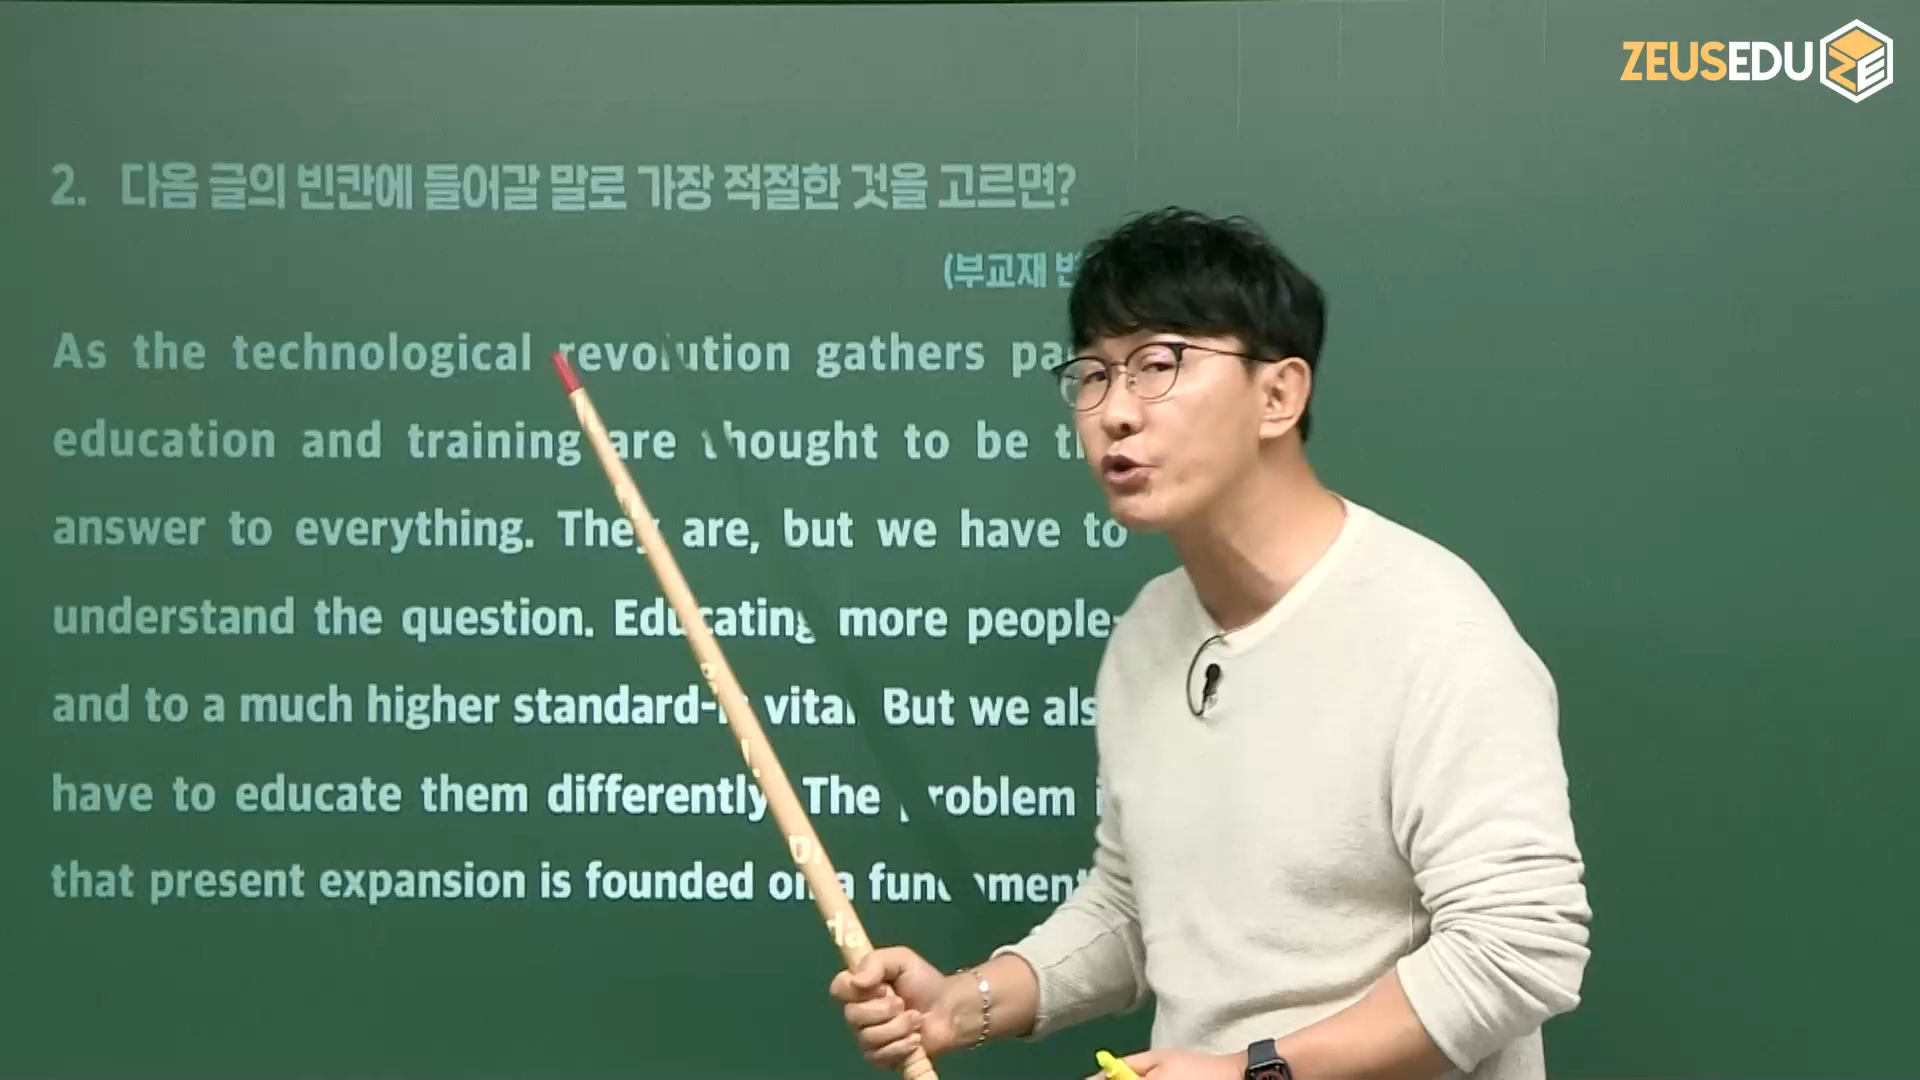 ZEUSEDU
2. 다음 글의 빈칸에 들어갈 말로 가장 적절한 것을 고르면?
(부교재
As the technological revolution gathers
education and training are thought to be
answer to everything. They are, but we have to
understand the question. Educating more people-
and to a much higher standard-is vital. But we
have to educate them differently. The problem
that present expansion is founded on a